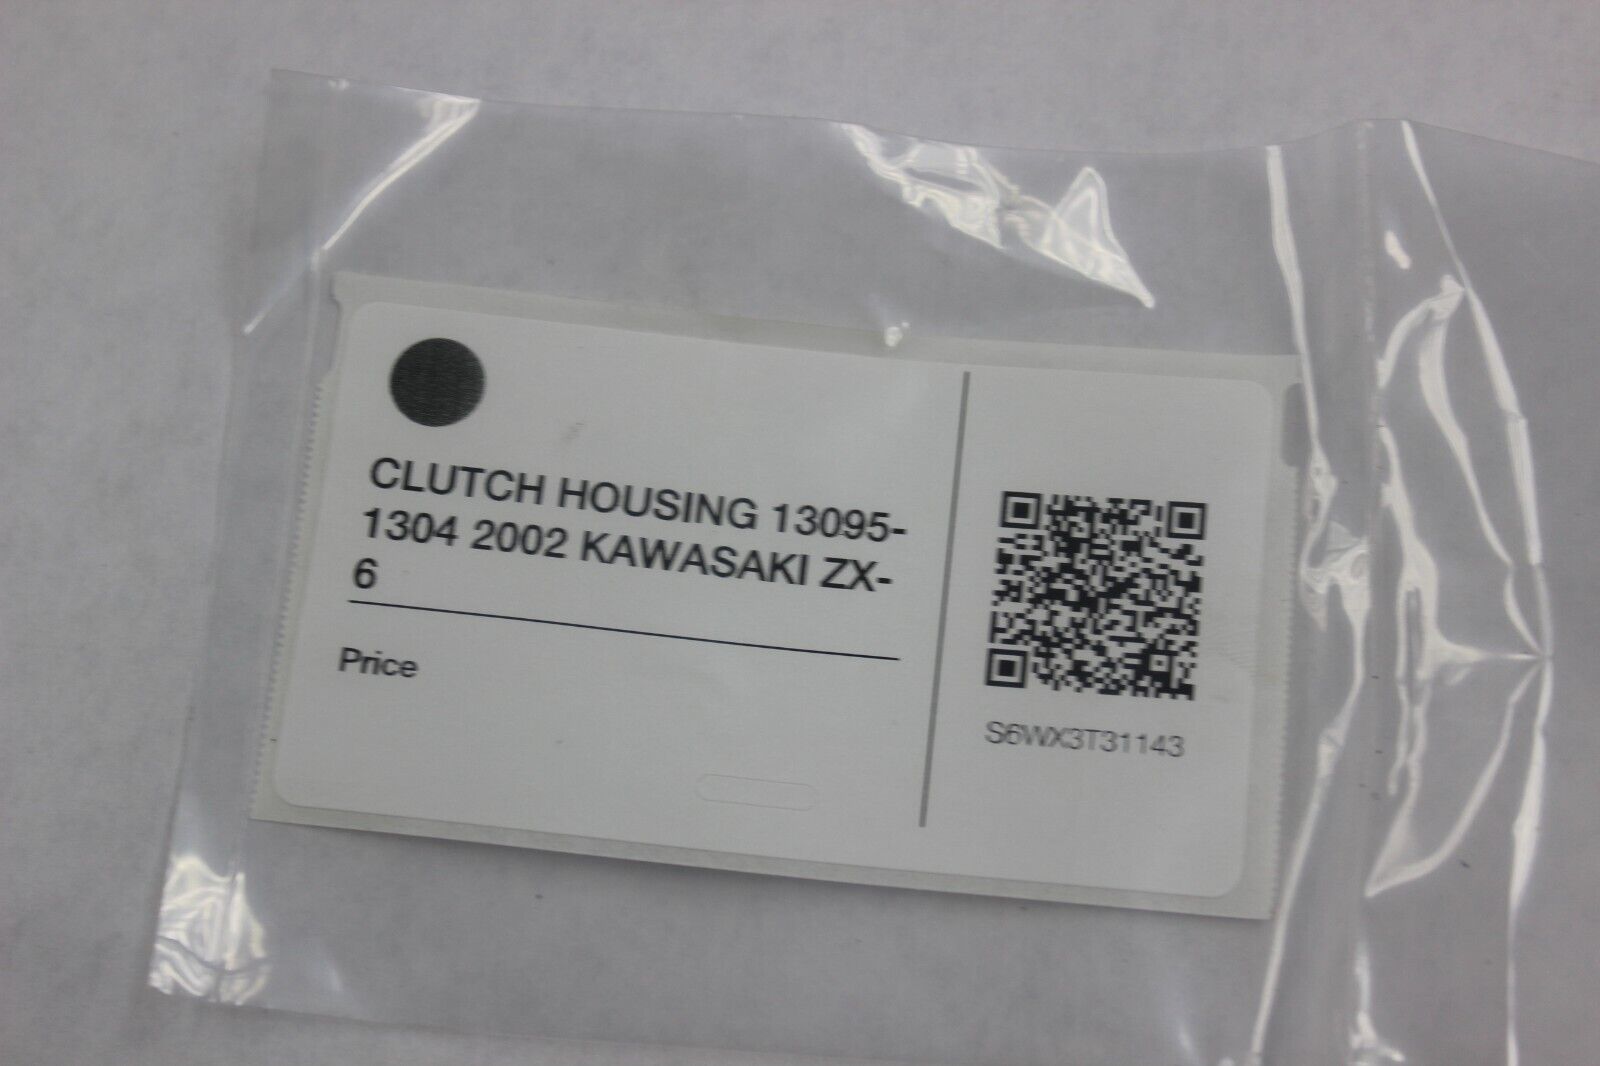 CLUTCH HOUSING 13095-
1304 2002 KAWASAKI ZX-
6
Price
S6WX3T31143